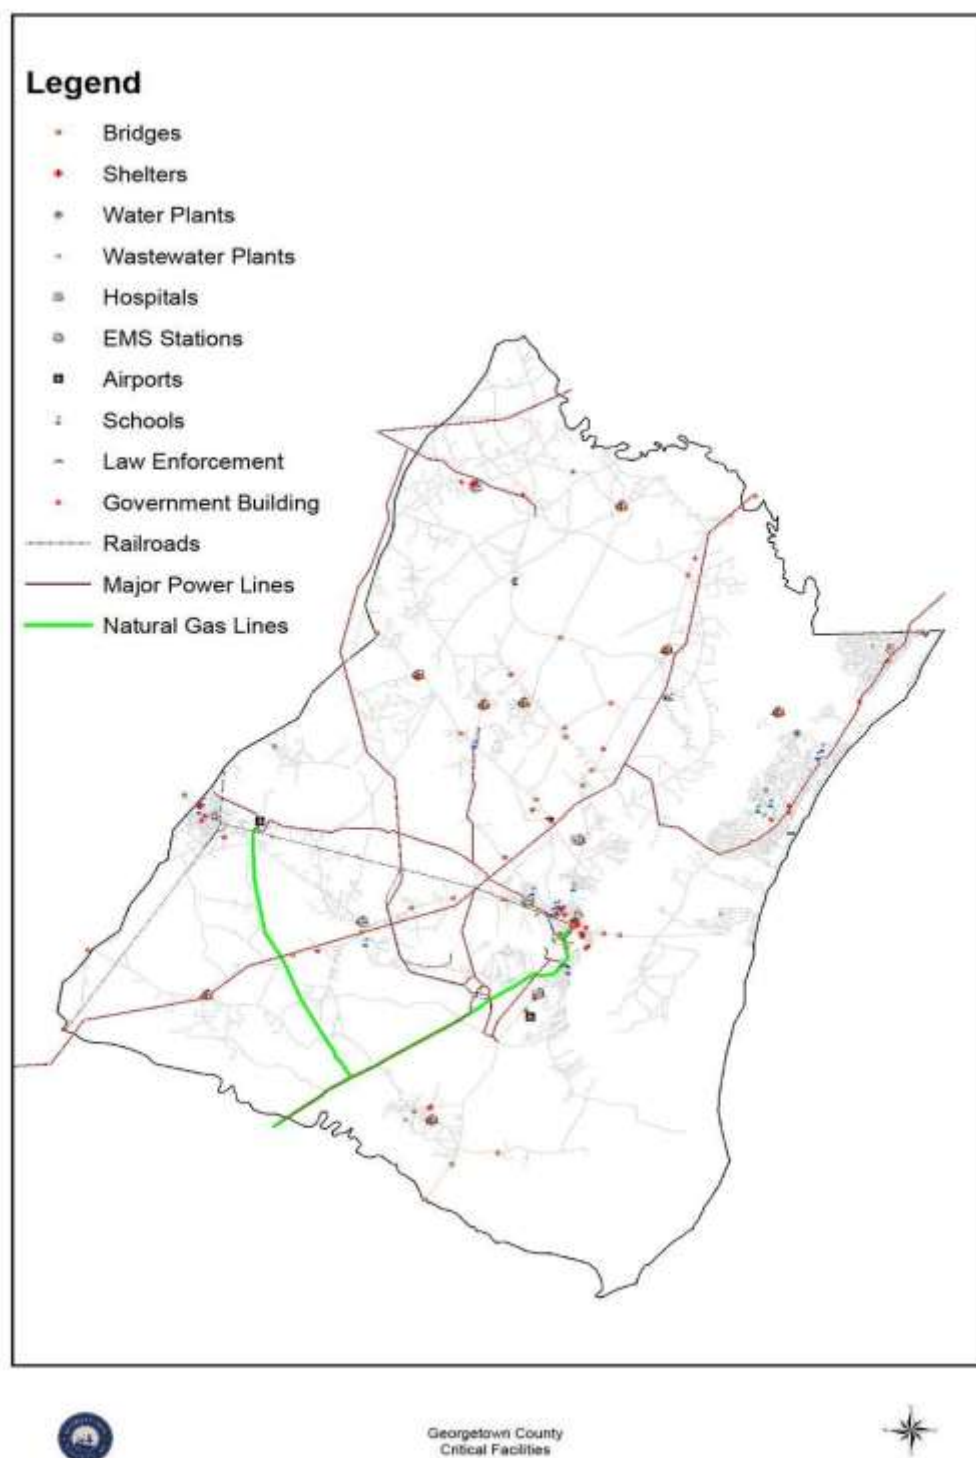 Legend
Bridges
Shelters
Water Plants
Wastewater Plants
Hospitals
EMS Stations
Airports
Schools
Law Enforcement
Government Building
Railroads
Major Power Lines
Natural Gas Lines
Georgetown County
Critical Facilities